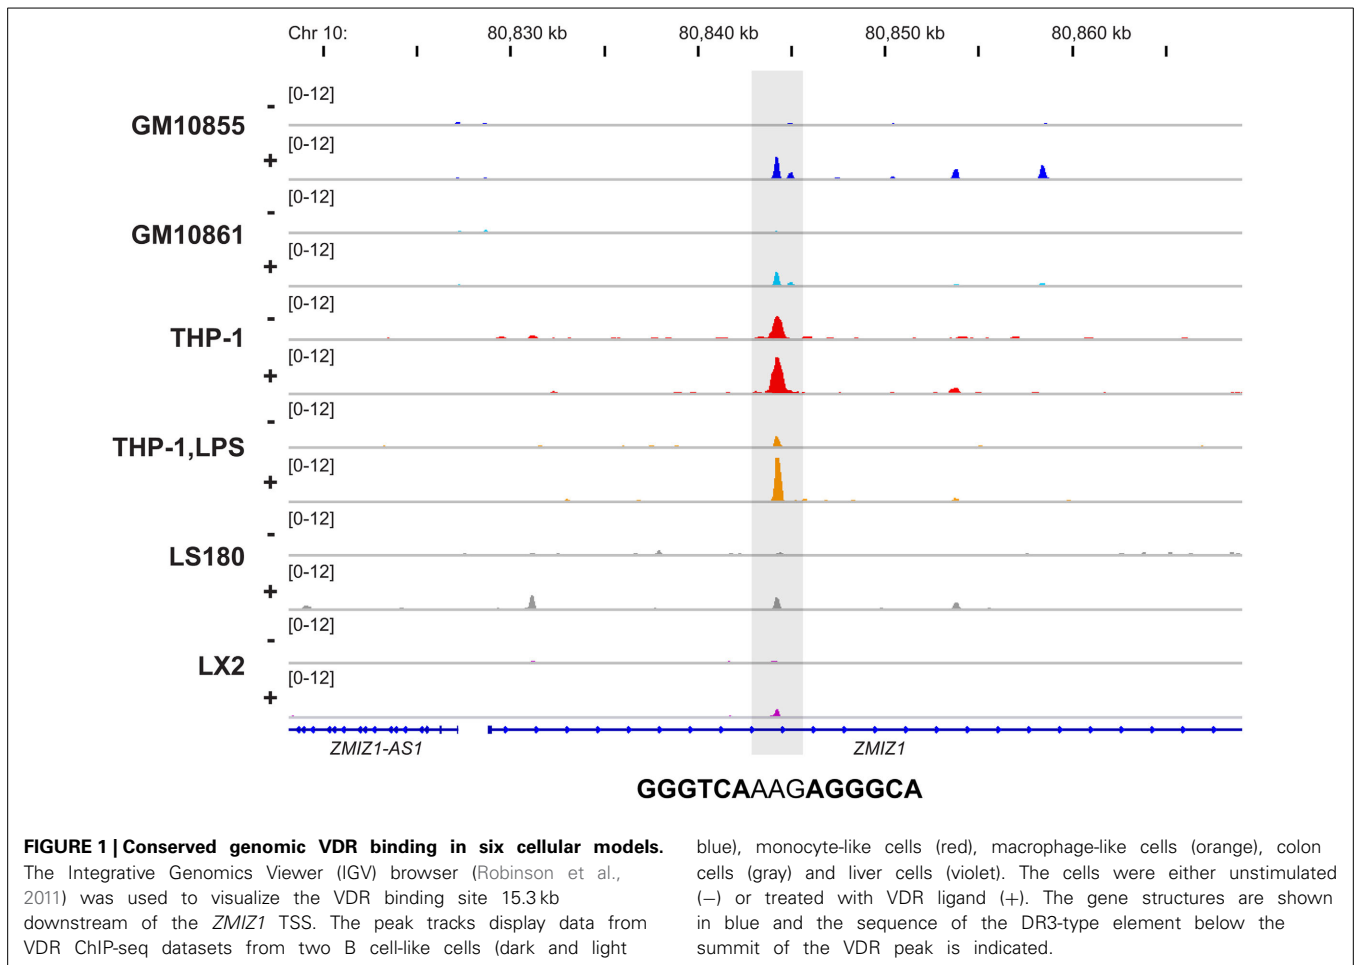 Chr 10:
80,830 kb
80,840 kb
80,850 kb
80,860 kb
GM10855
-
[0-12]
+
[0-12]
GM10861
-
[0-12]
+
[0-12]
THP-1
-
[0-12]
+
[0-12]
THP-1,LPS
-
[0-12]
+
[0-12]
LS180
-
[0-12]
+
[0-12]
LX2
-
[0-12]
+
[0-12]
ZMIZ1-AS1
ZMIZ1
GGGTCAAAGAGGGCA
FIGURE 1 | Conserved genomic VDR binding in six cellular models.
The Integrative Genomics Viewer (IGV) browser (Robinson et al.,
2011) was used to visualize the VDR binding site 15.3 kb
downstream of the ZMIZ1 TSS. The peak tracks display data from
VDR ChIP-seq datasets from two B cell-like cells (dark and light
blue), monocyte-like cells (red), macrophage-like cells (orange), colon
cells (gray) and liver cells (violet). The cells were either unstimulated
(−) or treated with VDR ligand (+). The gene structures are shown
in blue and the sequence of the DR3-type element below the
summit of the VDR peak is indicated.